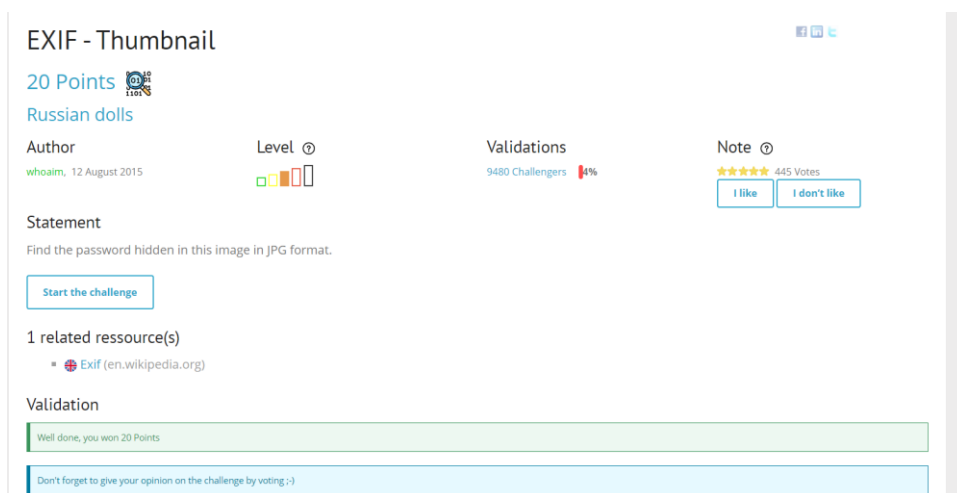 EXIF - Thumbnail
20 Points
Russian dolls
Author Level Validations Note
whoaim, 12 August 2015 9480 Challengers 4% 445 Votes
I like I don't like
Statement
Find the password hidden in this image in JPG format.
Start the challenge
1 related ressource(s)
Exif (en.wikipedia.org)
Validation
Well done, you won 20 Points
Don't forget to give your opinion on the challenge by voting ;-)